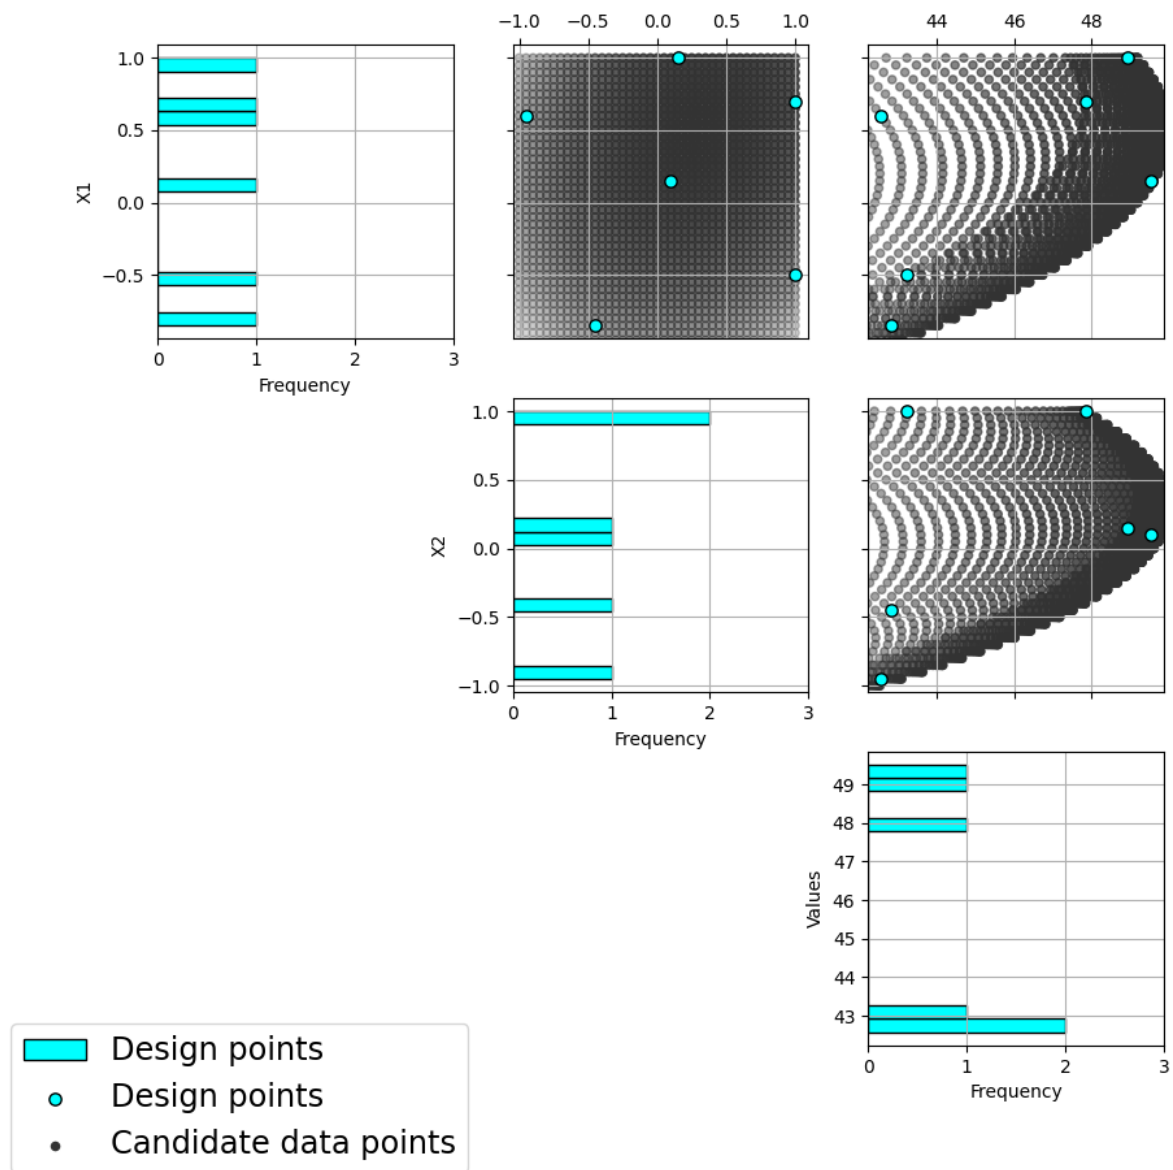 −1.0 −0.5 0.0 0.5 1.0
44 46 48
1.0
0.5
0.0
−0.5
X1
0 1 2 3
Frequency
1.0
0.5
0.0
−0.5
−1.0
X2
0 1 2 3
Frequency
49
48
47
46
45
44
43
Values
0 1 2 3
Frequency
Design points
Design points
Candidate data points